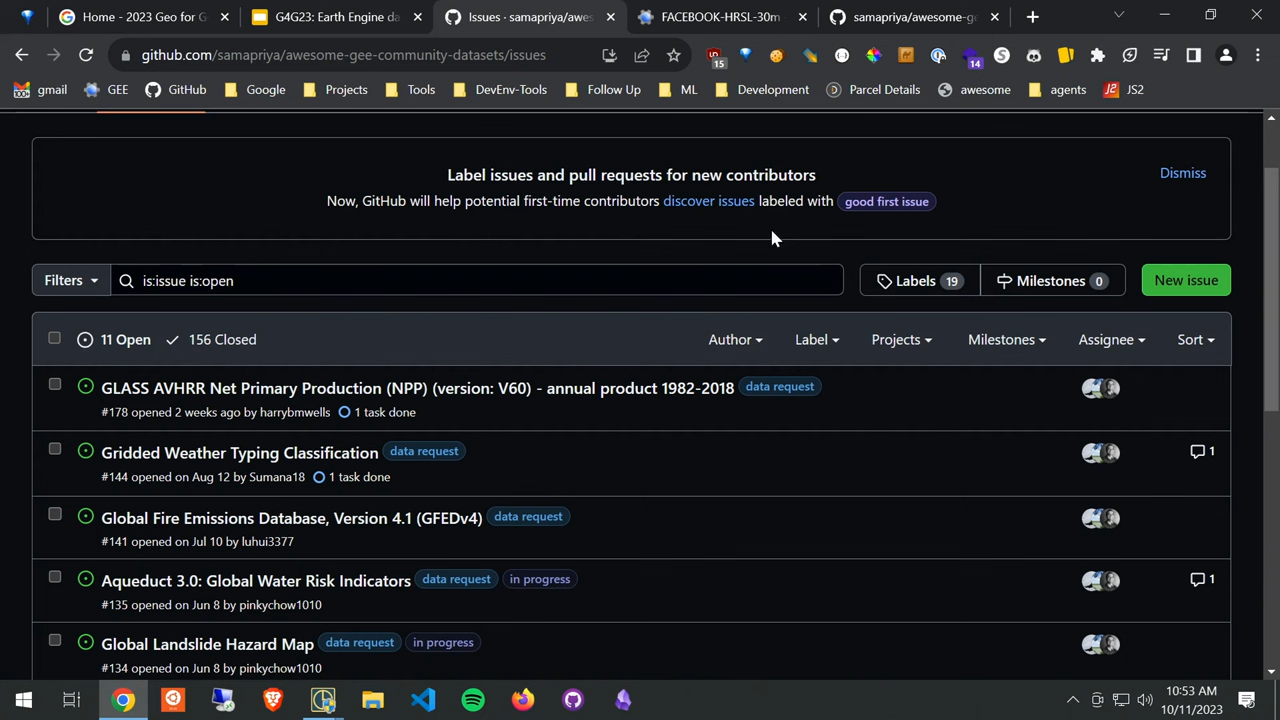 Home - 2023 Geo for G
G4G23: Earth Engine da
Issues · samapriya/awes
FACEBOOK-HRSL-30m
samapriya/awesome-ge
github.com/samapriya/awesome-gee-community-datasets/issues
15
14
gmail
GEE
GitHub
Google
Projects
Tools
DevEnv-Tools
Follow Up
ML
Development
Parcel Details
awesome
agents
JS2
Label issues and pull requests for new contributors
Dismiss
Now, GitHub will help potential first-time contributors discover issues labeled with good first issue
Filters
is:issue is:open
Labels 19
Milestones 0
New issue
11 Open
156 Closed
Author
Label
Projects
Milestones
Assignee
Sort
GLASS AVHRR Net Primary Production (NPP) (version: V60) - annual product 1982-2018 data request
#178 opened 2 weeks ago by harrybmwells 1 task done
Gridded Weather Typing Classification data request
1
#144 opened on Aug 12 by Sumana18 1 task done
Global Fire Emissions Database, Version 4.1 (GFEDv4) data request
#141 opened on Jul 10 by luhui3377
Aqueduct 3.0: Global Water Risk Indicators data request in progress
1
#135 opened on Jun 8 by pinkychow1010
Global Landslide Hazard Map data request in progress
#134 opened on Jun 8 by pinkychow1010
10:53 AM
10/11/2023